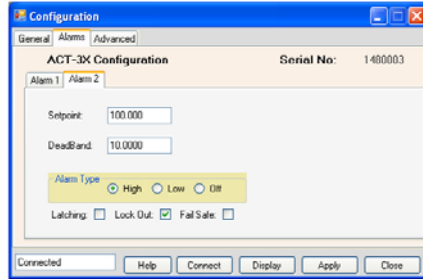 Configuration
General Alarms Advanced
ACT-3X Configuration Serial No: 1480003
Alarm 1 Alarm 2
Setpoint: 100.000
DeadBand: 10.0000
Alarm Type
High Low Off
Latching: Lock Out: Fail Safe:
Connected Help Connect Display Apply Close